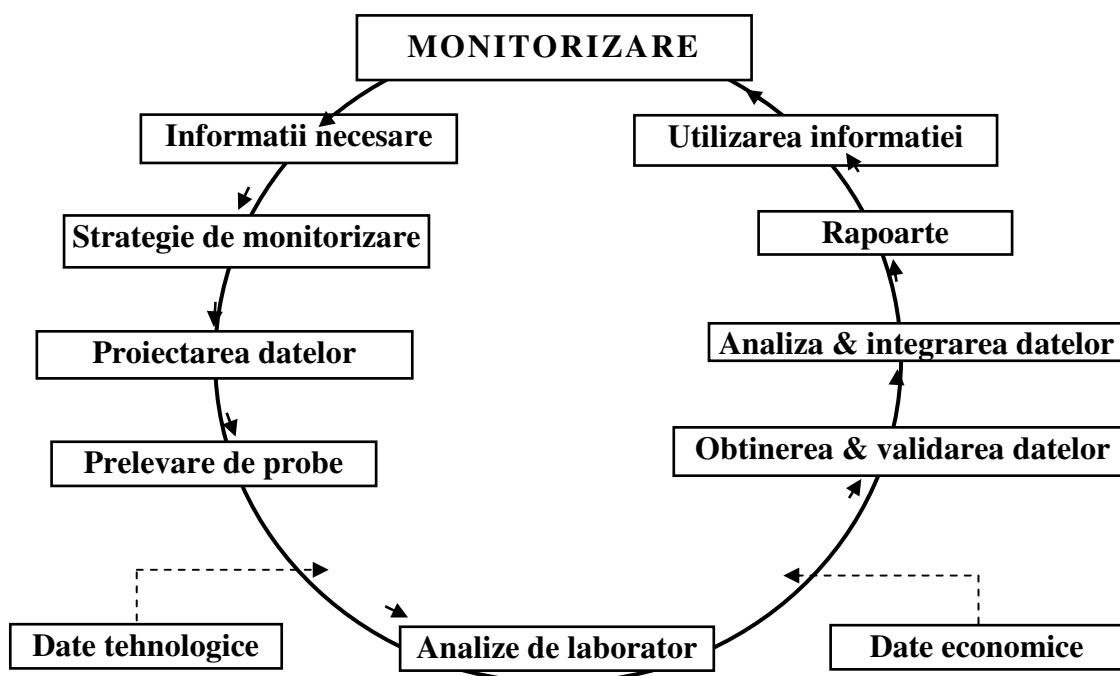 MONITORIZARE
Informatii necesare
Utilizarea informatiei
Strategie de monitorizare
Rapoarte
Proiectarea datelor
Analiza & integrarea datelor
Prelevare de probe
Obtinerea & validarea datelor
Date tehnologice
Analize de laborator
Date economice